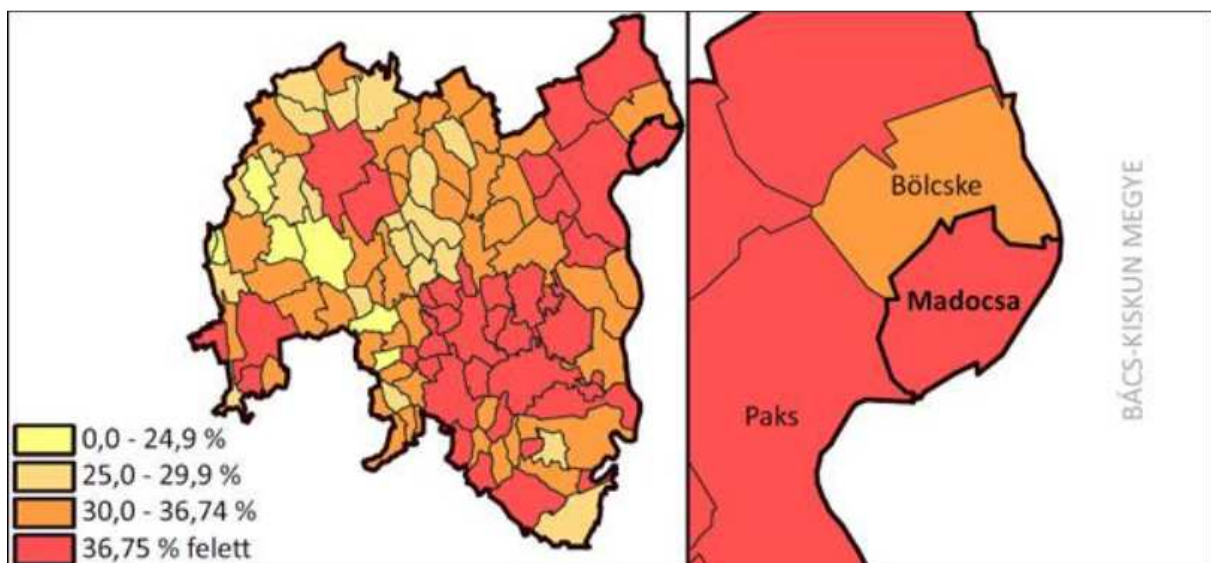 0,0 - 24,9 %
25,0 - 29,9 %
30,0 - 36,74 %
36,75 % felett
Bölcske
Madocsa
Paks
BÁCS-KISKUN MEGYE